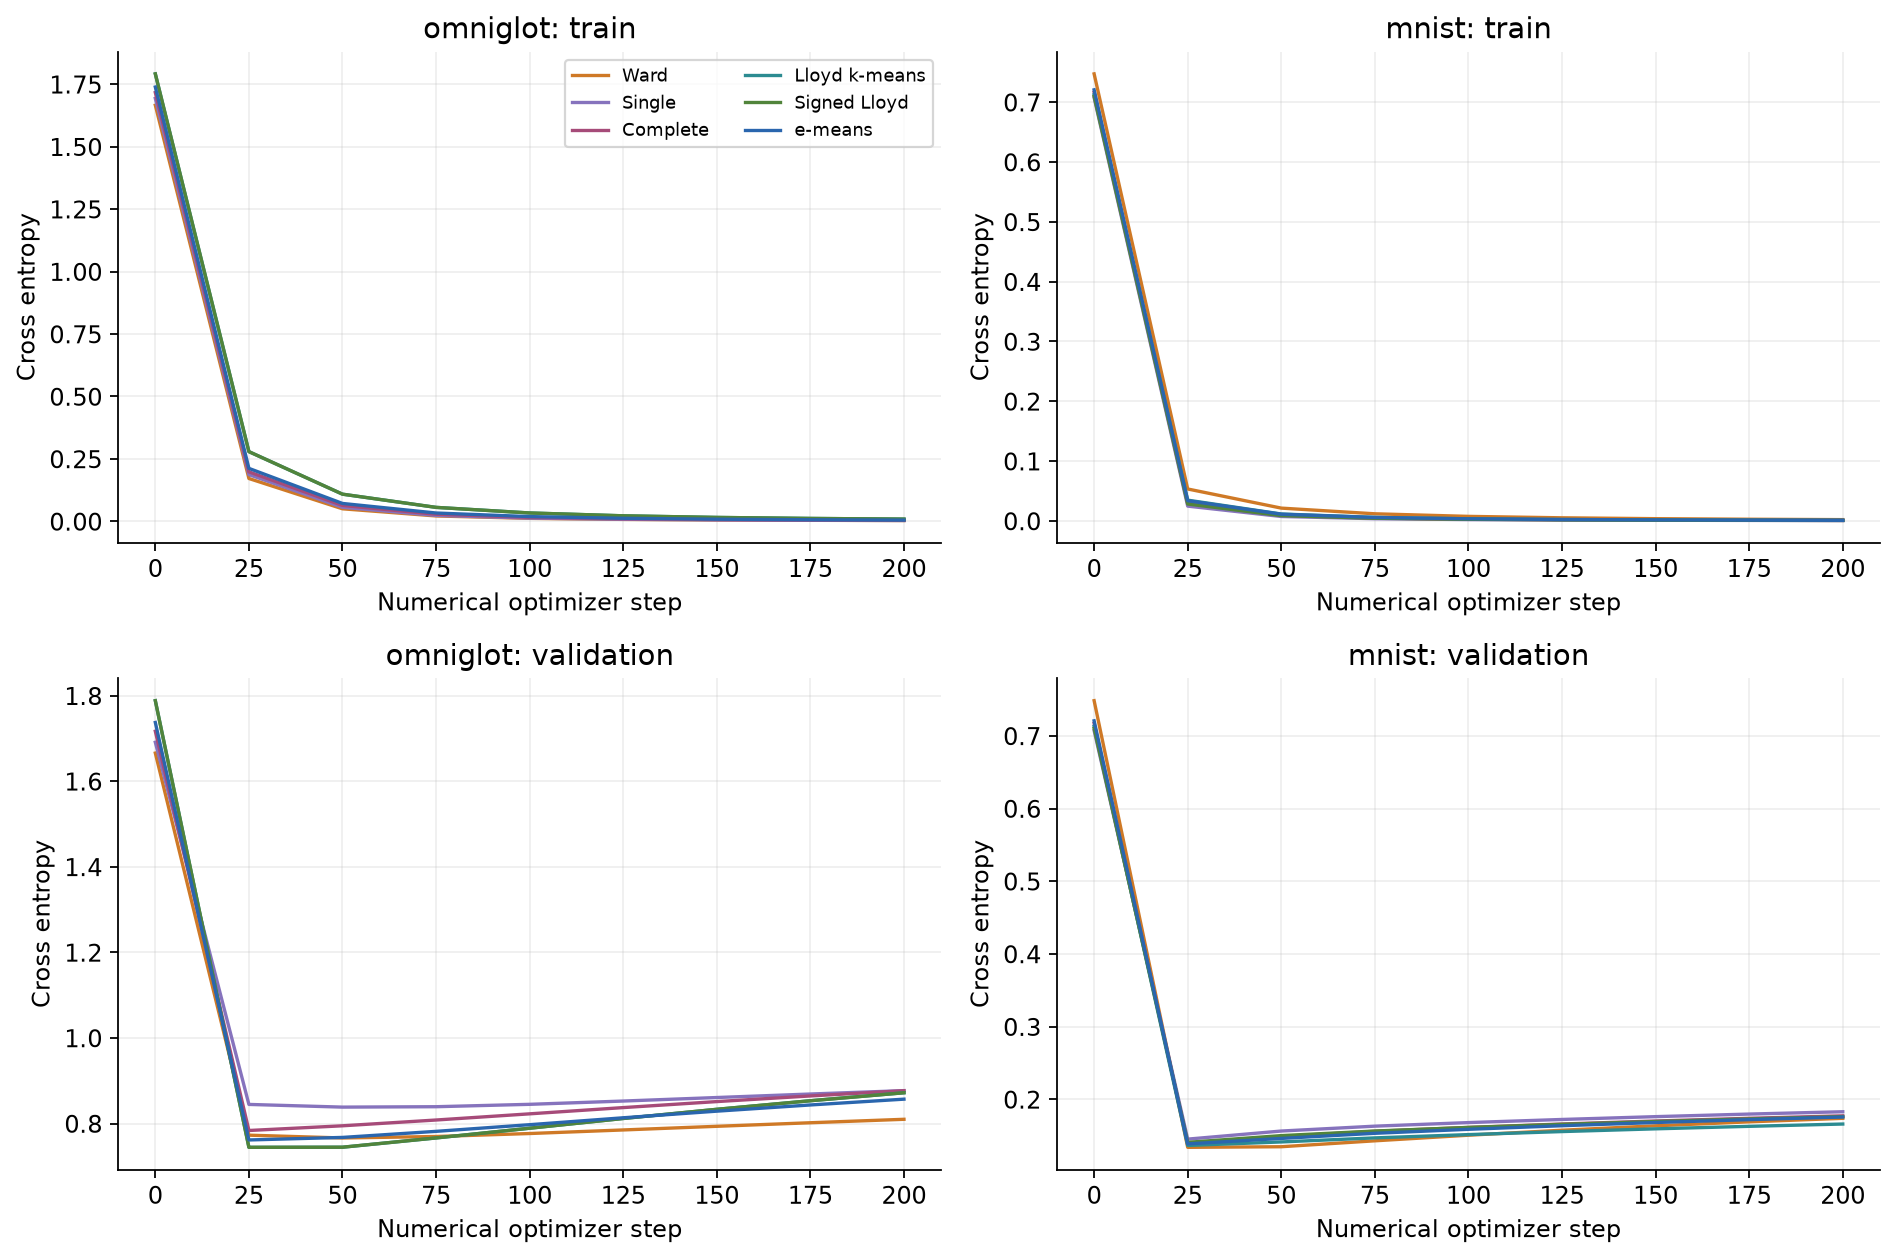 omniglot: train
Cross entropy
1.75
1.50
1.25
1.00
0.75
0.50
0.25
0.00
Ward
Single
Complete
Lloyd k-means
Signed Lloyd
e-means
0 25 50 75 100 125 150 175 200
Numerical optimizer step
mnist: train
Cross entropy
0.7
0.6
0.5
0.4
0.3
0.2
0.1
0.0
0 25 50 75 100 125 150 175 200
Numerical optimizer step
omniglot: validation
Cross entropy
1.8
1.6
1.4
1.2
1.0
0.8
0 25 50 75 100 125 150 175 200
Numerical optimizer step
mnist: validation
Cross entropy
0.7
0.6
0.5
0.4
0.3
0.2
0 25 50 75 100 125 150 175 200
Numerical optimizer step